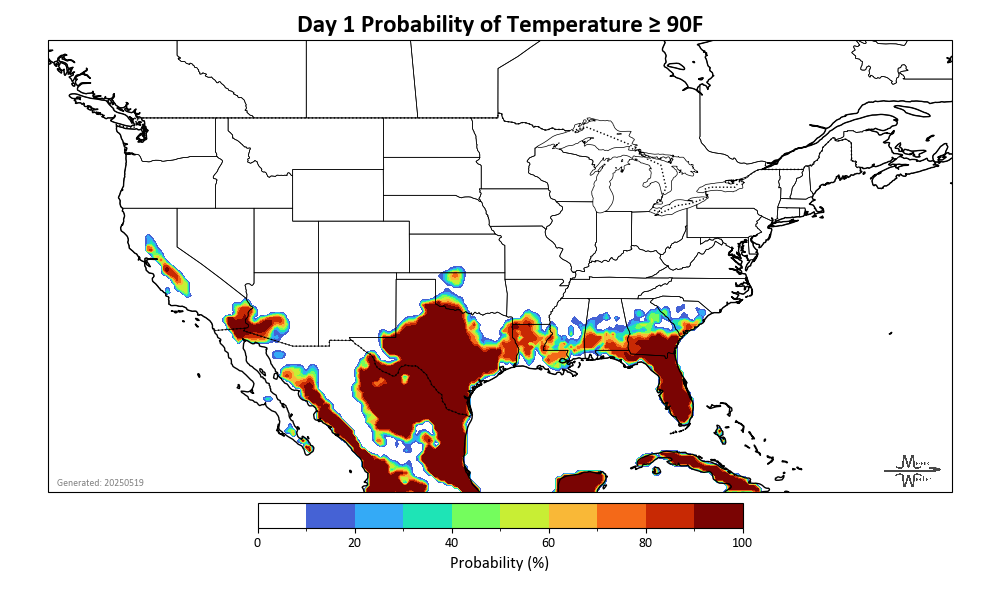 Day 1 Probability of Temperature ≥ 90F
Generated: 20250519
0 20 40 60 80 100
Probability (%)